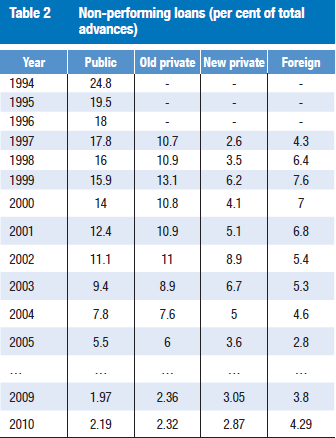 Table 2 Non-performing loans (per cent of total
advances)
Year Public Old private New private Foreign
1994 24.8 - - -
1995 19.5 - - -
1996 18 - - -
1997 17.8 10.7 2.6 4.3
1998 16 10.9 3.5 6.4
1999 15.9 13.1 6.2 7.6
2000 14 10.8 4.1 7
2001 12.4 10.9 5.1 6.8
2002 11.1 11 8.9 5.4
2003 9.4 8.9 6.7 5.3
2004 7.8 7.6 5 4.6
2005 5.5 6 3.6 2.8
... ... ... ... ...
2009 1.97 2.36 3.05 3.8
2010 2.19 2.32 2.87 4.29